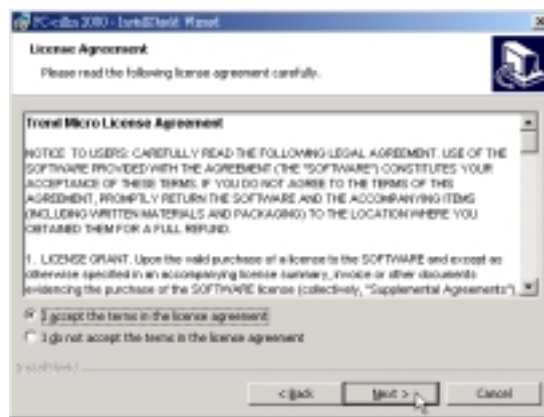 PC-cillin 2000 - InstallShield Wizard
License Agreement
Please read the following license agreement carefully.
Trend Micro License Agreement
NOTICE TO USERS: CAREFULLY READ THE FOLLOWING LEGAL AGREEMENT. USE OF THE
SOFTWARE PROVIDED WITH THE AGREEMENT (THE "SOFTWARE") CONSTITUTES YOUR
ACCEPTANCE OF THESE TERMS. IF YOU DO NOT AGREE TO THE TERMS OF THIS
AGREEMENT, PROMPTLY RETURN THE SOFTWARE AND THE ACCOMPANYING ITEMS
(INCLUDING WRITTEN MATERIALS AND PACKAGING) TO THE LOCATION WHERE YOU
OBTAINED THEM FOR A FULL REFUND.
1. LICENSE GRANT. Upon the valid purchase of a license to the SOFTWARE and except as
otherwise specified in an accompanying license summary, invoice or other documents
evidencing the purchase of the SOFTWARE license (collectively, "Supplemental Agreements"),
I accept the terms in the license agreement
I do not accept the terms in the license agreement
InstallShield
< Back
Next >
Cancel